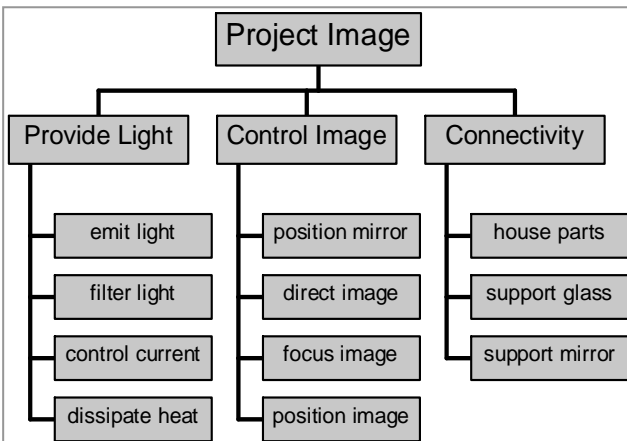 Project Image
Provide Light
Control Image
Connectivity
emit light
position mirror
house parts
filter light
direct image
support glass
control current
focus image
support mirror
dissipate heat
position image